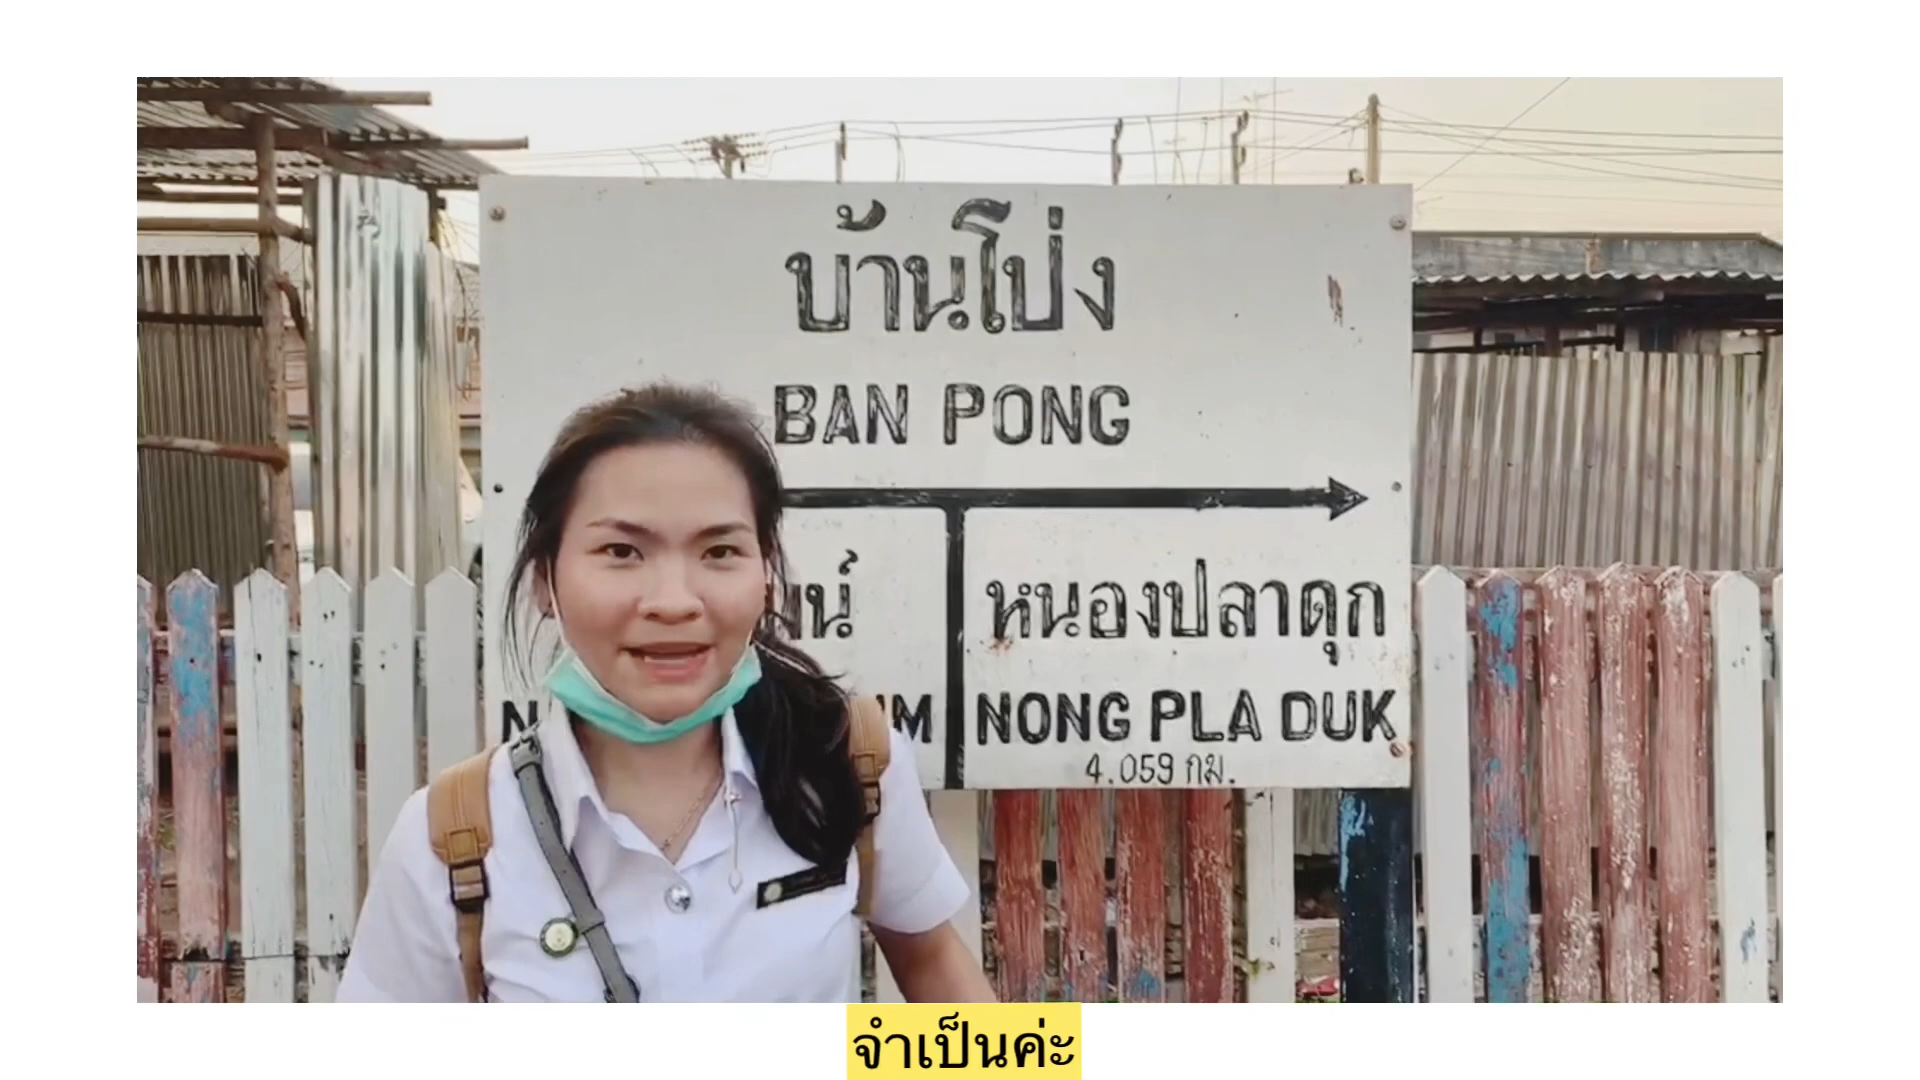 บ้านโป่ง
BAN PONG
หนองปลาดุก
NONG PLA DUK
4.059 กม.
จำเป็นค่ะ